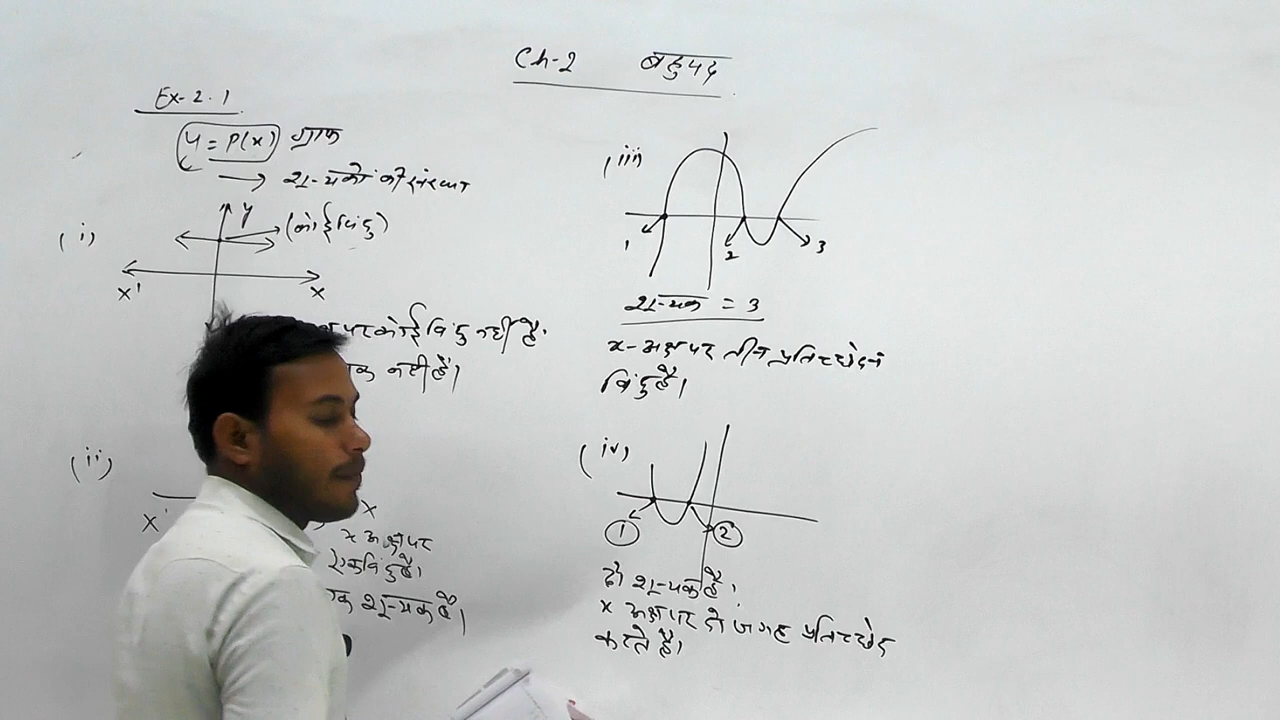 Ch-2 बहुपद
Ex-2.1
y = P(x) ग्राफ
→ शून्यकों की संख्या
(i)
y
(कोई बिंदु)
X' X
पर कोई बिंदु नहीं है।
नहीं है।
(ii)
X' X
x अक्ष पर
एक बिंदु है।
शून्यक है।
(iii)
1 2 3
शून्यक = 3
x-अक्ष पर तीन प्रतिच्छेदन
बिंदु है।
(iv)
1 2
दो शून्यक है।
x अक्ष पर दो जगह प्रतिच्छेद
करते है।